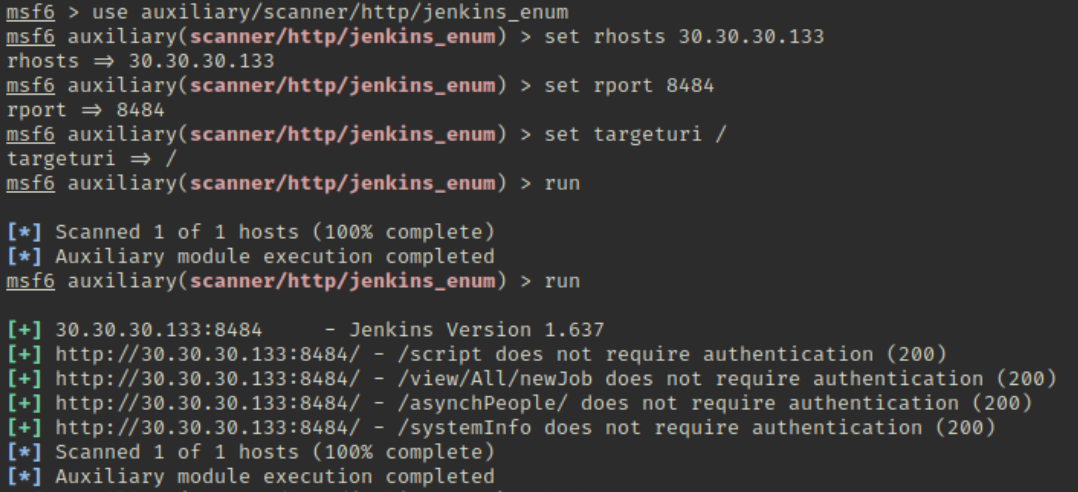 msf6 > use auxiliary/scanner/http/jenkins_enum
msf6 auxiliary(scanner/http/jenkins_enum) > set rhosts 30.30.30.133
rhosts ⇒ 30.30.30.133
msf6 auxiliary(scanner/http/jenkins_enum) > set rport 8484
rport ⇒ 8484
msf6 auxiliary(scanner/http/jenkins_enum) > set targeturi /
targeturi ⇒ /
msf6 auxiliary(scanner/http/jenkins_enum) > run
[*] Scanned 1 of 1 hosts (100% complete)
[*] Auxiliary module execution completed
msf6 auxiliary(scanner/http/jenkins_enum) > run
[+] 30.30.30.133:8484     - Jenkins Version 1.637
[+] http://30.30.30.133:8484/ - /script does not require authentication (200)
[+] http://30.30.30.133:8484/ - /view/All/newJob does not require authentication (200)
[+] http://30.30.30.133:8484/ - /asynchPeople/ does not require authentication (200)
[+] http://30.30.30.133:8484/ - /systemInfo does not require authentication (200)
[*] Scanned 1 of 1 hosts (100% complete)
[*] Auxiliary module execution completed